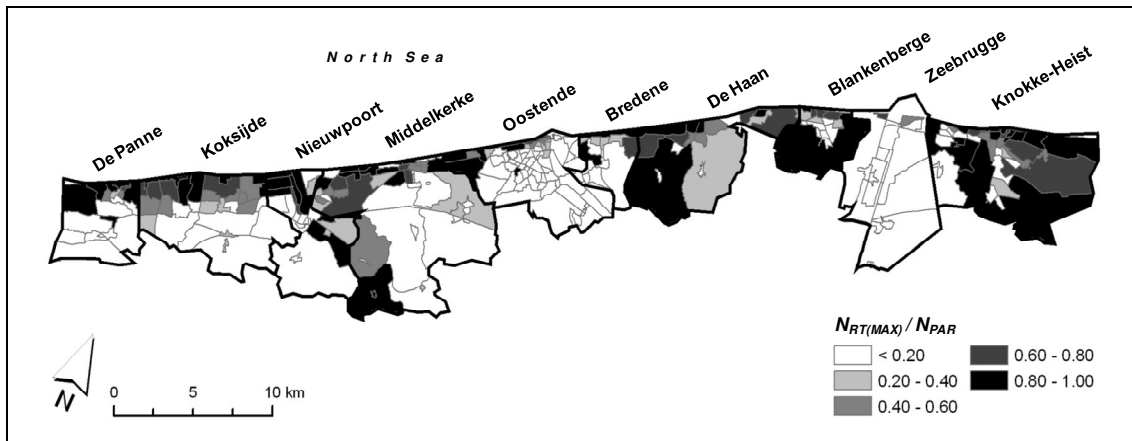 North Sea
De Panne
Koksijde
Nieuwpoort
Middelkerke
Oostende
Bredene
De Haan
Blankenberge
Zeebrugge
Knokke-Heist
N
0 5 10 km
N_RT(MAX) / N_PAR
< 0.20
0.20 - 0.40
0.40 - 0.60
0.60 - 0.80
0.80 - 1.00